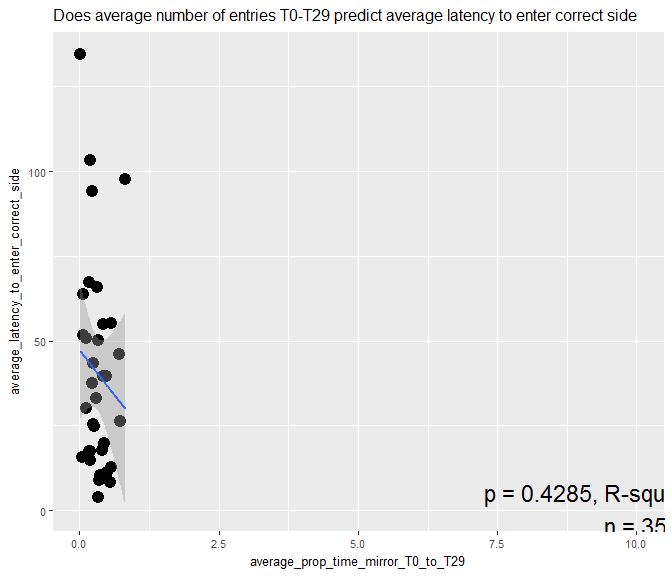 Does average number of entries T0-T29 predict average latency to enter correct side
average_latency_to_enter_correct_side
100
50
0
p = 0.4285, R-squ
n = 35
0.0 2.5 5.0 7.5 10.0
average_prop_time_mirror_T0_to_T29